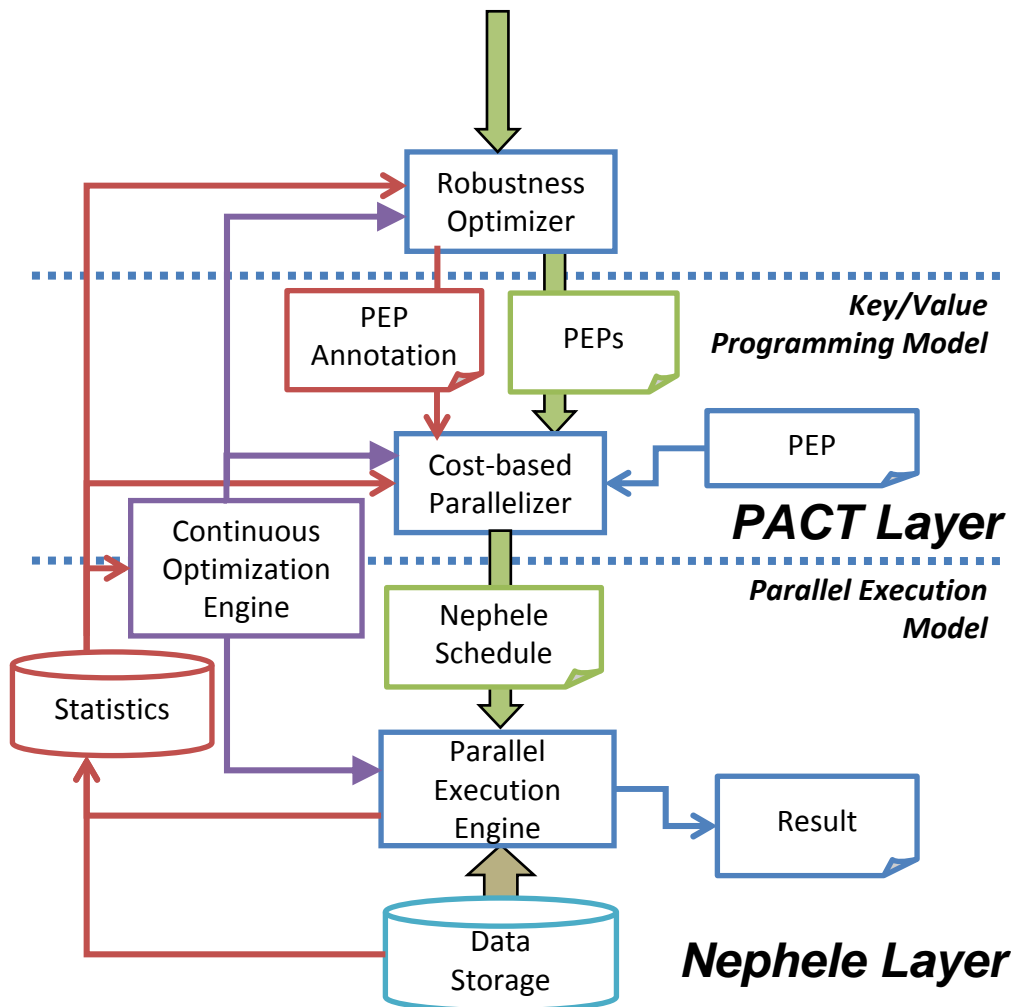 Robustness
Optimizer
Key/Value
Programming Model
PEP
Annotation
PEPs
Cost-based
Parallelizer
PEP
PACT Layer
Continuous
Optimization
Engine
Parallel Execution
Model
Nephele
Schedule
Statistics
Parallel
Execution
Engine
Result
Data
Storage
Nephele Layer